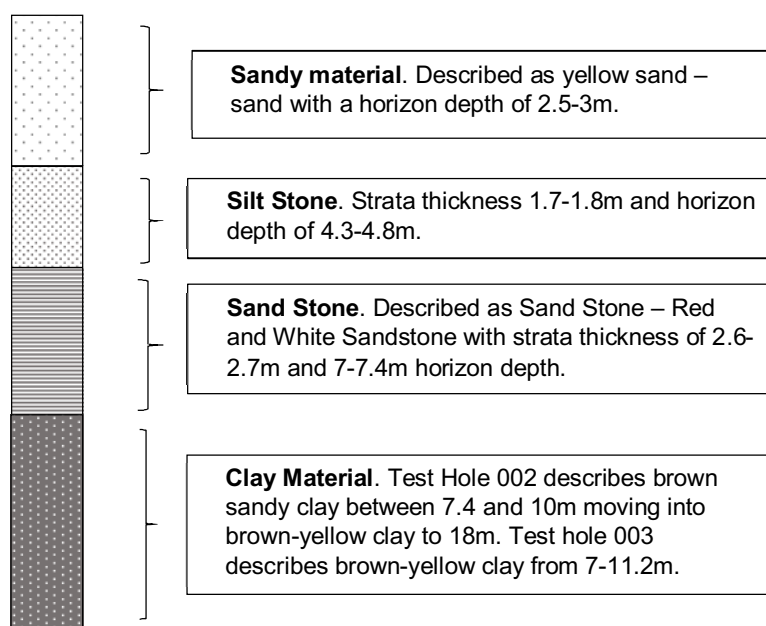 Sandy material. Described as yellow sand –
sand with a horizon depth of 2.5-3m.
Silt Stone. Strata thickness 1.7-1.8m and horizon
depth of 4.3-4.8m.
Sand Stone. Described as Sand Stone – Red
and White Sandstone with strata thickness of 2.6-
2.7m and 7-7.4m horizon depth.
Clay Material. Test Hole 002 describes brown
sandy clay between 7.4 and 10m moving into
brown-yellow clay to 18m. Test hole 003
describes brown-yellow clay from 7-11.2m.